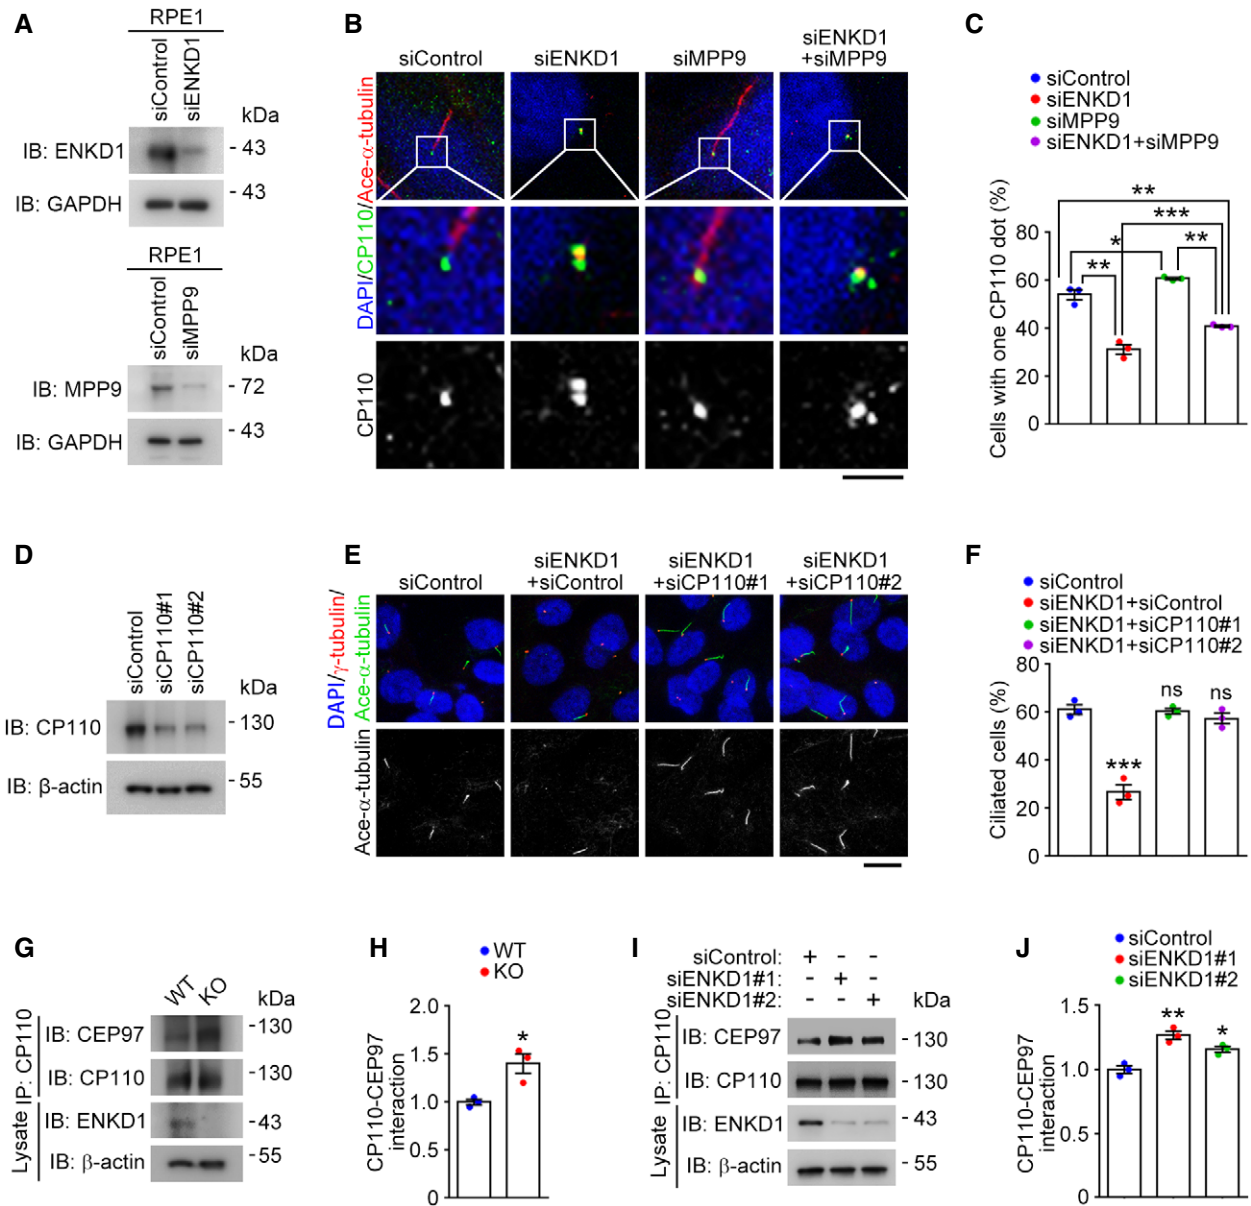 A
RPE1
siControl
siENKD1
kDa
IB: ENKD1
- 43
IB: GAPDH
- 43
RPE1
siControl
siMPP9
kDa
IB: MPP9
- 72
IB: GAPDH
- 43
B
siControl
siENKD1
siMPP9
siENKD1
+siMPP9
DAPI/CP110/Ace-α-tubulin
CP110
C
siControl
siENKD1
siMPP9
siENKD1+siMPP9
Cells with one CP110 dot (%)
80
60
40
20
0
**
***
*
**
**
D
siControl
siCP110#1
siCP110#2
kDa
IB: CP110
- 130
IB: β-actin
- 55
E
siControl
siENKD1
+siControl
siENKD1
+siCP110#1
siENKD1
+siCP110#2
DAPI/γ-tubulin/
Ace-α-tubulin
Ace-α-tubulin
F
siControl
siENKD1+siControl
siENKD1+siCP110#1
siENKD1+siCP110#2
Ciliated cells (%)
80
60
40
20
0
***
ns
ns
G
WT
KO
kDa
IP: CP110
IB: CEP97
-130
IB: CP110
-130
Lysate
IB: ENKD1
-43
IB: β-actin
-55
H
WT
KO
CP110-CEP97
interaction
2.0
1.5
1.0
0.5
0
*
I
siControl: + - -
siENKD1#1: - + -
siENKD1#2: - - +
kDa
IP: CP110
IB: CEP97
- 130
IB: CP110
- 130
Lysate
IB: ENKD1
- 43
IB: β-actin
- 55
J
siControl
siENKD1#1
siENKD1#2
CP110-CEP97
interaction
1.5
1.0
0.5
0
**
*